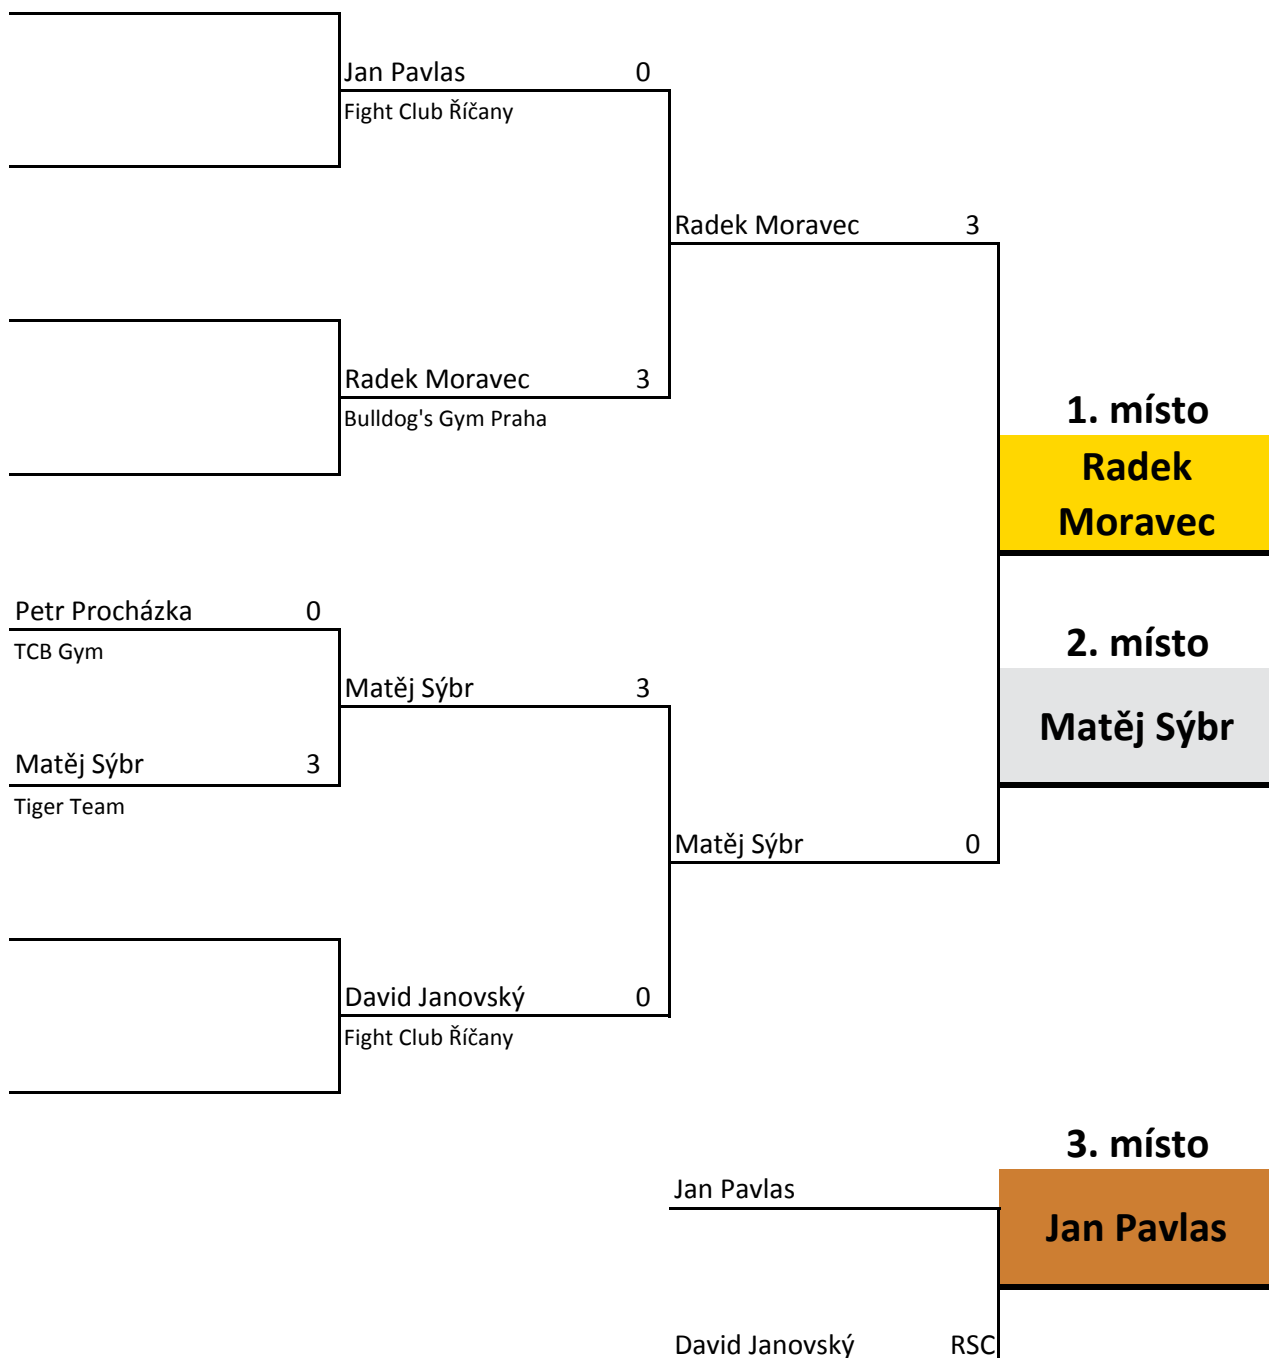 Jan Pavlas 0
Fight Club Říčany
Radek Moravec 3
Radek Moravec 3
Bulldog's Gym Praha
1. místo
Radek
Moravec
Petr Procházka 0
TCB Gym
2. místo
Matěj Sýbr 3
Matěj Sýbr
Matěj Sýbr 3
Tiger Team
Matěj Sýbr 0
David Janovský 0
Fight Club Říčany
3. místo
Jan Pavlas
Jan Pavlas
David Janovský RSC